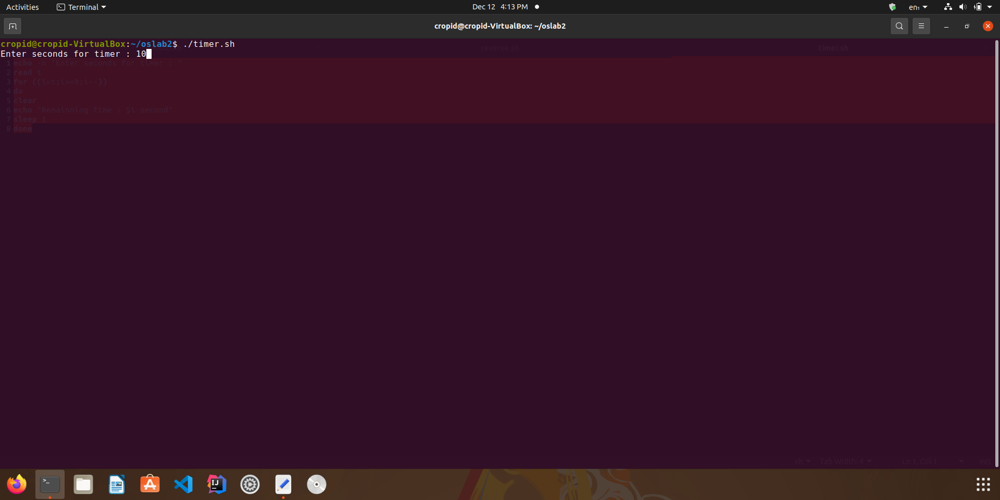 Activities Terminal Dec 12 4:13 PM en₁
cropid@cropid-VirtualBox: ~/oslab2
cropid@cropid-VirtualBox:~/oslab2$ ./timer.sh
Enter seconds for timer : 10
reverse.sh timer.sh
1 echo -n "Enter seconds for timer : "
2 read t
3 for ((i=t;i>=0;i--))
4 do
5 clear
6 echo "Remainning time : $i second"
7 sleep 1
8 done
sh Tab Width: 4 Ln 1, Col 1 INS
>_ A IJ